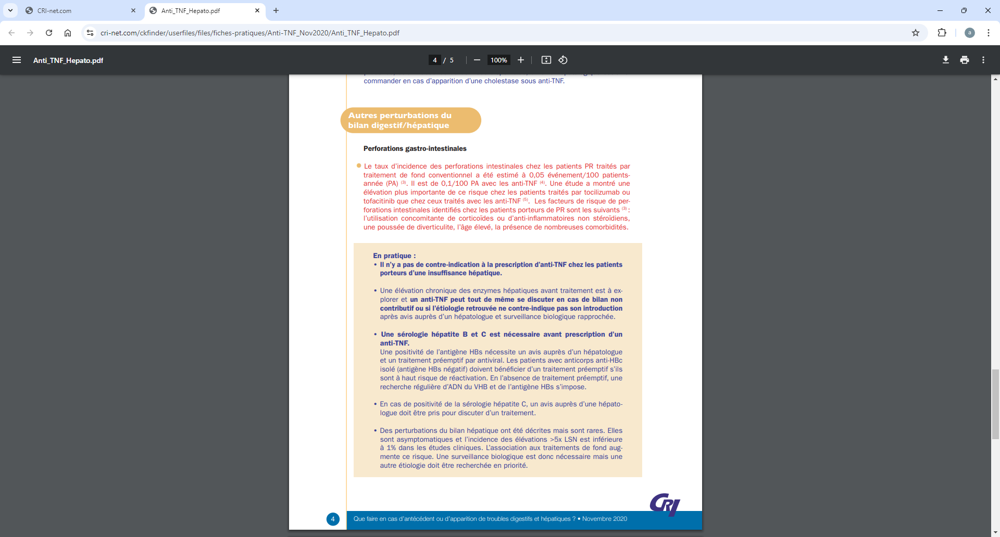 CRI-net.com
Anti_TNF_Hepato.pdf
cri-net.com/ckfinder/userfiles/files/fiches-pratiques/Anti-TNF_Nov2020/Anti_TNF_Hepato.pdf
a
Anti_TNF_Hepato.pdf
4 / 5
100%
commander en cas d'apparition d'une cholestase sous anti-TNF.
Autres perturbations du
bilan digestif/hépatique
Perforations gastro-intestinales
Le taux d'incidence des perforations intestinales chez les patients PR traités par
traitement de fond conventionnel a été estimé à 0,05 événement/100 patients-
année (PA) (3). Il est de 0,1/100 PA avec les anti-TNF (4). Une étude a montré une
élévation plus importante de ce risque chez les patients traités par tocilizumab ou
tofacitinib que chez ceux traités avec les anti-TNF (5). Les facteurs de risque de per-
forations intestinales identifiés chez les patients porteurs de PR sont les suivants (3) :
l'utilisation concomitante de corticoïdes ou d'anti-inflammatoires non stéroïdiens,
une poussée de diverticulite, l'âge élevé, la présence de nombreuses comorbidités.
En pratique :
• Il n'y a pas de contre-indication à la prescription d'anti-TNF chez les patients
porteurs d'une insuffisance hépatique.
• Une élévation chronique des enzymes hépatiques avant traitement est à ex-
plorer et un anti-TNF peut tout de même se discuter en cas de bilan non
contributif ou si l'étiologie retrouvée ne contre-indique pas son introduction
après avis auprès d'un hépatologue et surveillance biologique rapprochée.
• Une sérologie hépatite B et C est nécessaire avant prescription d'un
anti-TNF.
Une positivité de l'antigène HBs nécessite un avis auprès d'un hépatologue
et un traitement préemptif par antiviral. Les patients avec anticorps anti-HBc
isolé (antigène HBs négatif) doivent bénéficier d'un traitement préemptif s'ils
sont à haut risque de réactivation. En l'absence de traitement préemptif, une
recherche régulière d'ADN du VHB et de l'antigène HBs s'impose.
• En cas de positivité de la sérologie hépatite C, un avis auprès d'une hépato-
logue doit être pris pour discuter d'un traitement.
• Des perturbations du bilan hépatique ont été décrites mais sont rares. Elles
sont asymptomatiques et l'incidence des élévations >5x LSN est inférieure
à 1% dans les études cliniques. L'association aux traitements de fond aug-
mente ce risque. Une surveillance biologique est donc nécessaire mais une
autre étiologie doit être recherchée en priorité.
CRI
4
Que faire en cas d'antécédent ou d'apparition de troubles digestifs et hépatiques ? • Novembre 2020